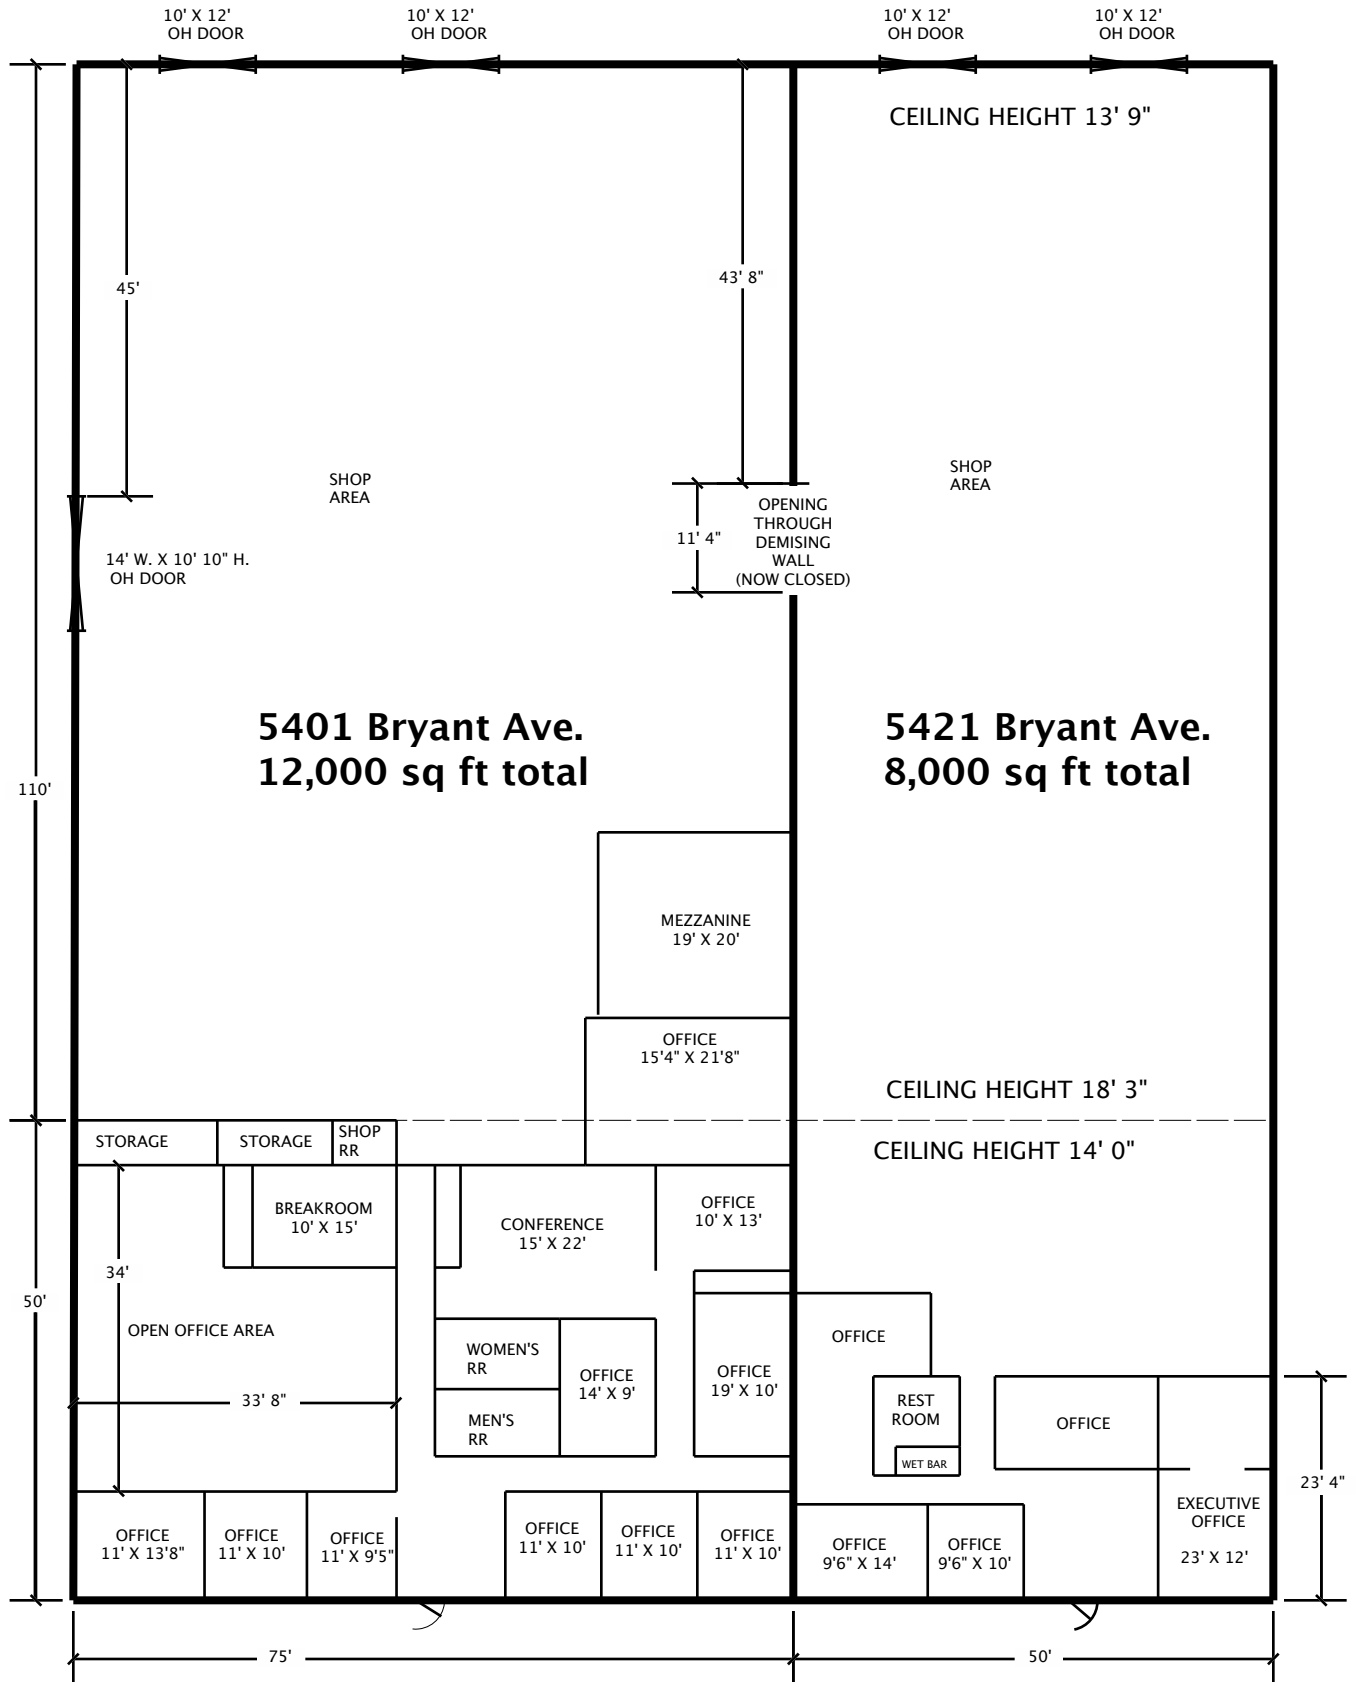 10' X 12'
OH DOOR
10' X 12'
OH DOOR
10' X 12'
OH DOOR
10' X 12'
OH DOOR
CEILING HEIGHT 13' 9"
45'
43' 8"
SHOP
AREA
SHOP
AREA
OPENING
THROUGH
DEMISING
WALL
(NOW CLOSED)
11' 4"
14' W. X 10' 10" H.
OH DOOR
5401 Bryant Ave.
12,000 sq ft total
5421 Bryant Ave.
8,000 sq ft total
110'
MEZZANINE
19' X 20'
OFFICE
15'4" X 21'8"
CEILING HEIGHT 18' 3"
CEILING HEIGHT 14' 0"
STORAGE
STORAGE
SHOP
RR
BREAKROOM
10' X 15'
CONFERENCE
15' X 22'
OFFICE
10' X 13'
34'
50'
OPEN OFFICE AREA
33' 8"
WOMEN'S
RR
MEN'S
RR
OFFICE
14' X 9'
OFFICE
19' X 10'
OFFICE
REST
ROOM
WET BAR
OFFICE
23' 4"
EXECUTIVE
OFFICE
23' X 12'
OFFICE
11' X 13'8"
OFFICE
11' X 10'
OFFICE
11' X 9'5"
OFFICE
11' X 10'
OFFICE
11' X 10'
OFFICE
11' X 10'
OFFICE
9'6" X 14'
OFFICE
9'6" X 10'
75'
50'